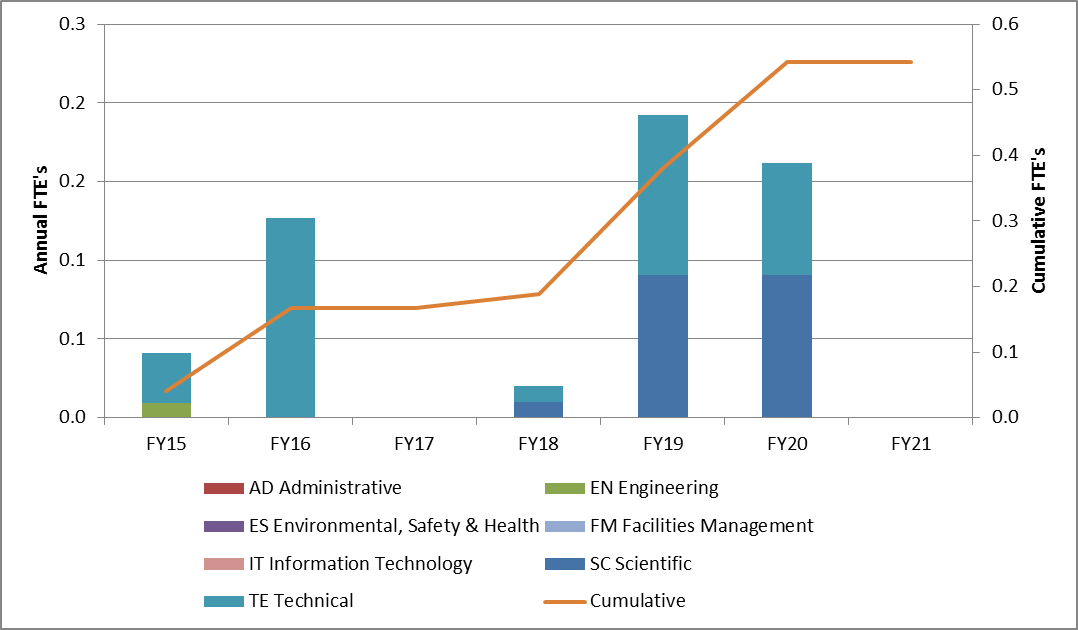 Annual FTE's
0.3
0.2
0.2
0.1
0.1
0.0
0.6
0.5
0.4
0.3
0.2
0.1
0.0
Cumulative FTE's
FY15 FY16 FY17 FY18 FY19 FY20 FY21
AD Administrative EN Engineering
ES Environmental, Safety & Health FM Facilities Management
IT Information Technology SC Scientific
TE Technical Cumulative